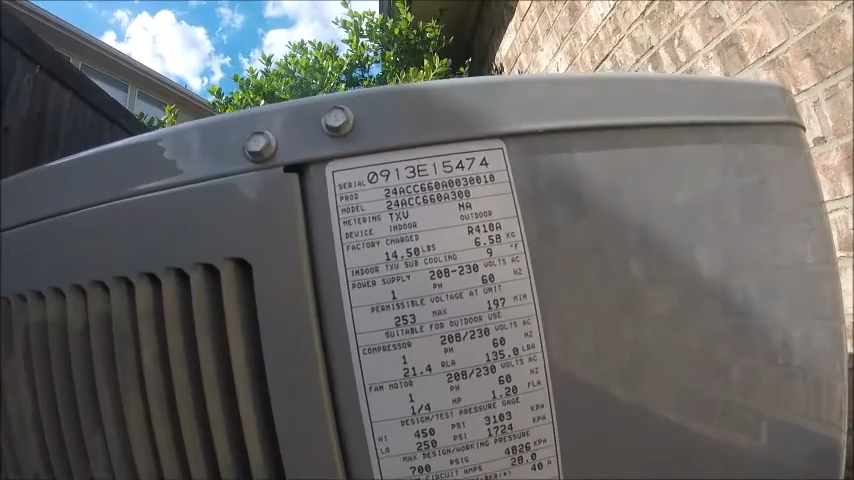 SERIAL 0913E15474
PROD 24ACC660A0030010
MODEL 24ACC660A300
METERING TXV NA
DEVICE INDOOR OUTDOOR
FACTORY CHARGED R410A
14.50 LBS 6.58 KG
INDOOR TXV SUB COOLING 9 °F
POWER SUPPLY 208-230 VOLTS AC
1 PH 60 HZ
PERMISSIBLE VOLTAGE AT UNIT
253 MAX 197 MIN
SUITABLE FOR OUTDOOR USE
COMPRESSOR 208/230 VOLTS AC
1 PH 60 HZ
21.4 RLA 135.0 LRA
FAN MOTOR 208/230 VOLTS AC
1 PH 60 HZ
1/4 HP 1.20 FLA
DESIGN/TEST PRESSURE GAGE
HI 450 PSI 3103 KPA
LO 250 PSI 1724 KPA
MAX DESIGN/WORKING PRESSURE
700 PSIG 4826 KPA
CIRCUIT AMPS 28.0
40 A